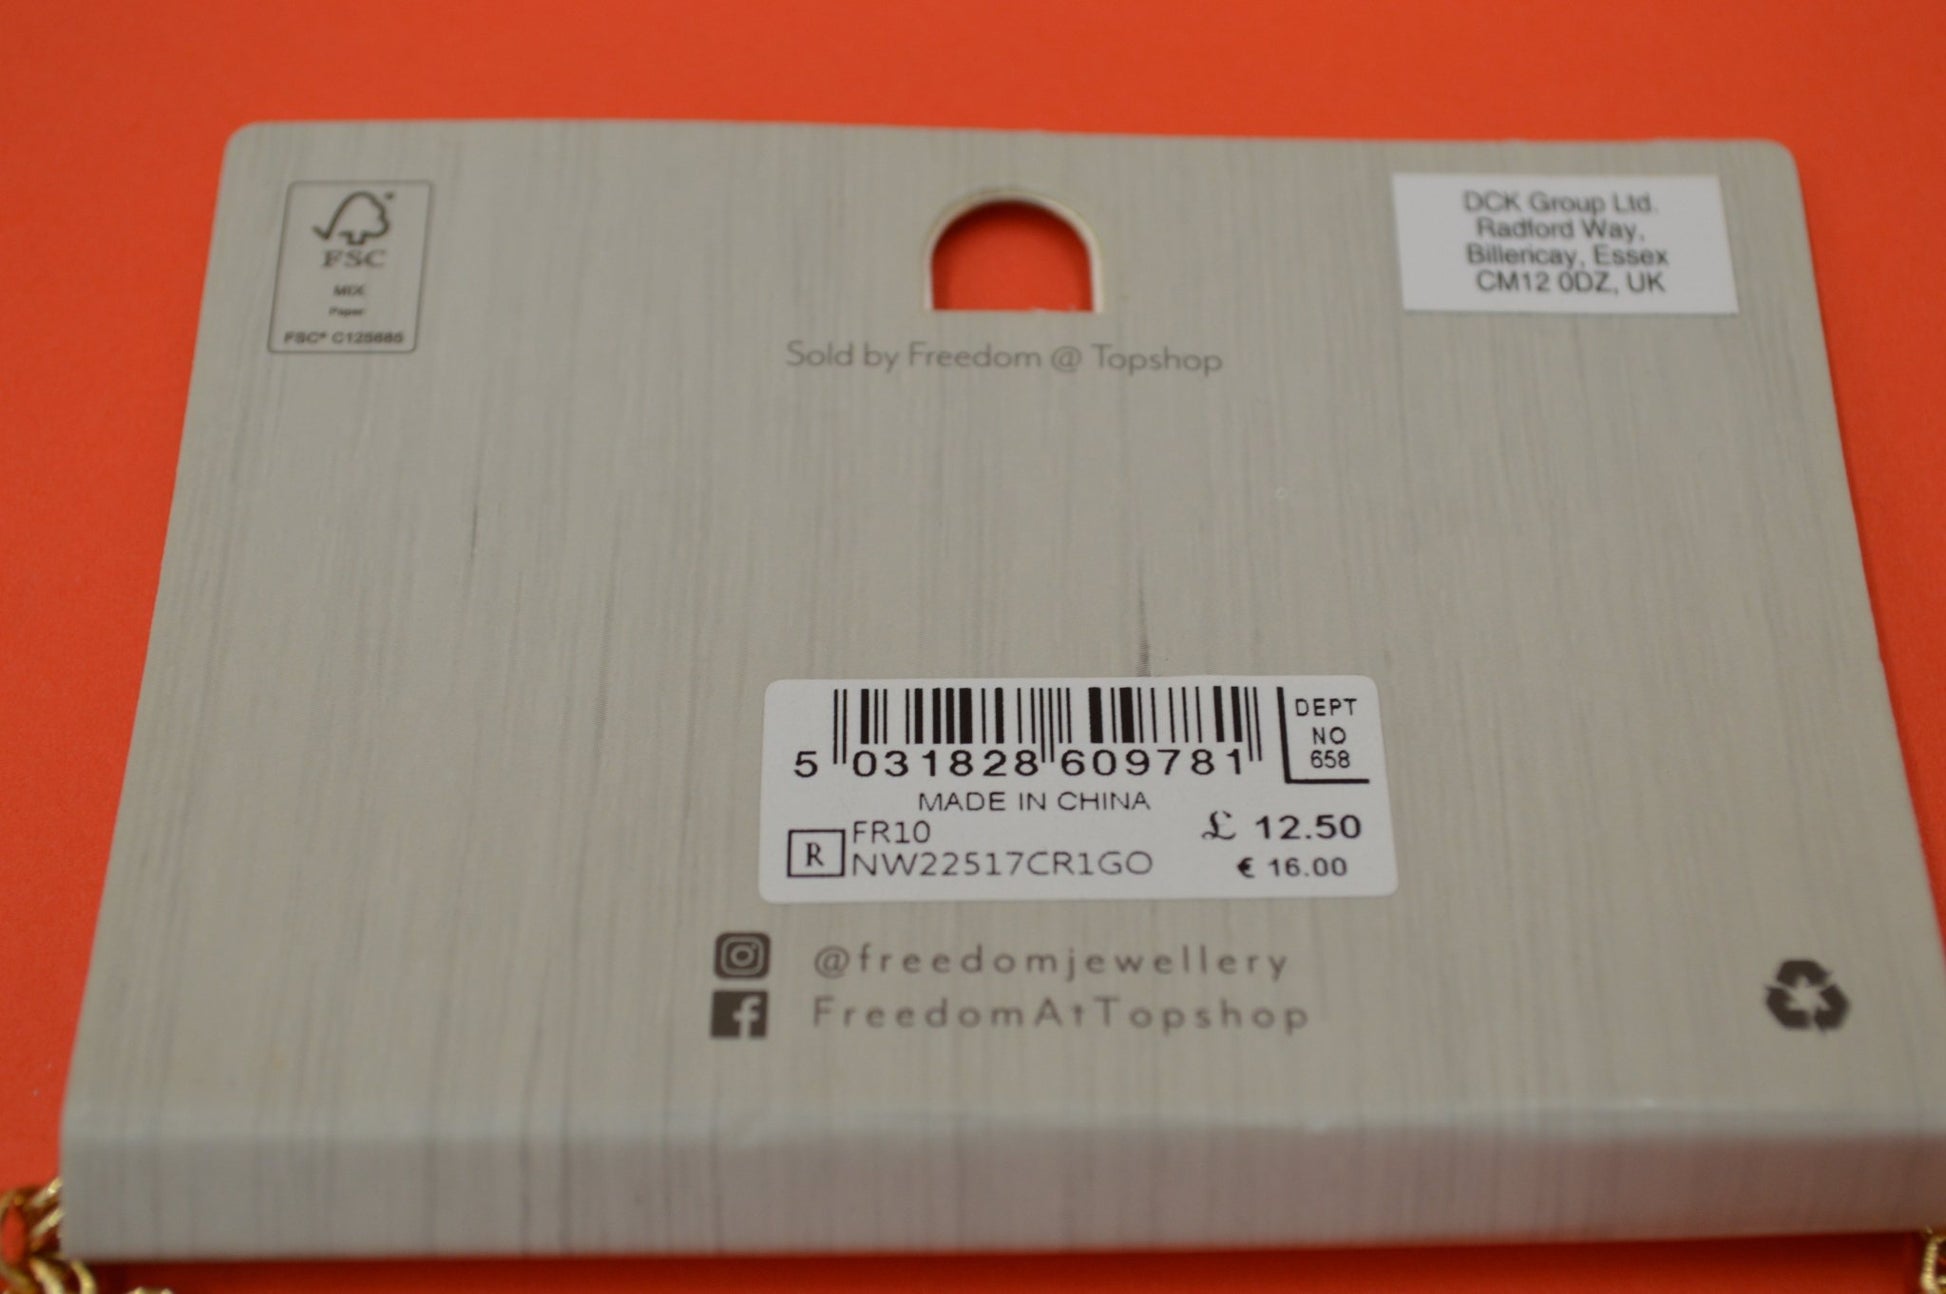 FSC
MIX
Paper
FSC® C125685
DCK Group Ltd.
Radford Way,
Billericay, Essex
CM12 0DZ, UK
Sold by Freedom @ Topshop
5 031828 609781
DEPT
NO
658
MADE IN CHINA
R
FR10
NW22517CR1GO
£ 12.50
€ 16.00
@freedomjewellery
FreedomAtTopshop